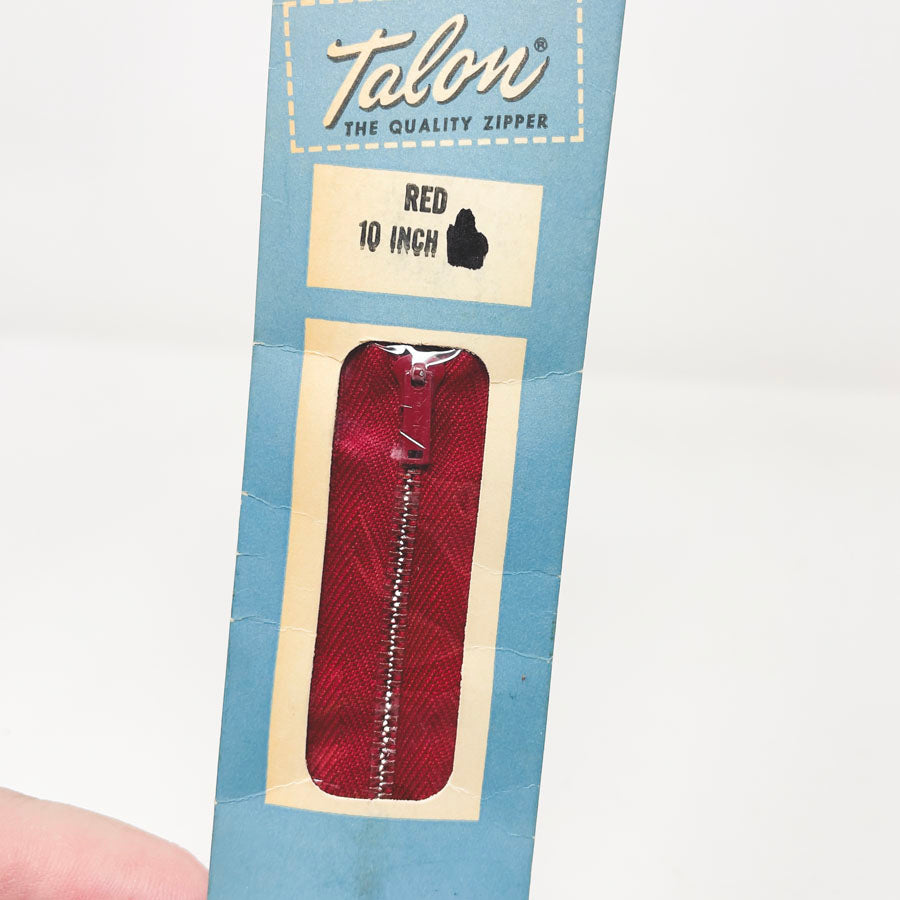 Talon®
THE QUALITY ZIPPER
RED
10 INCH